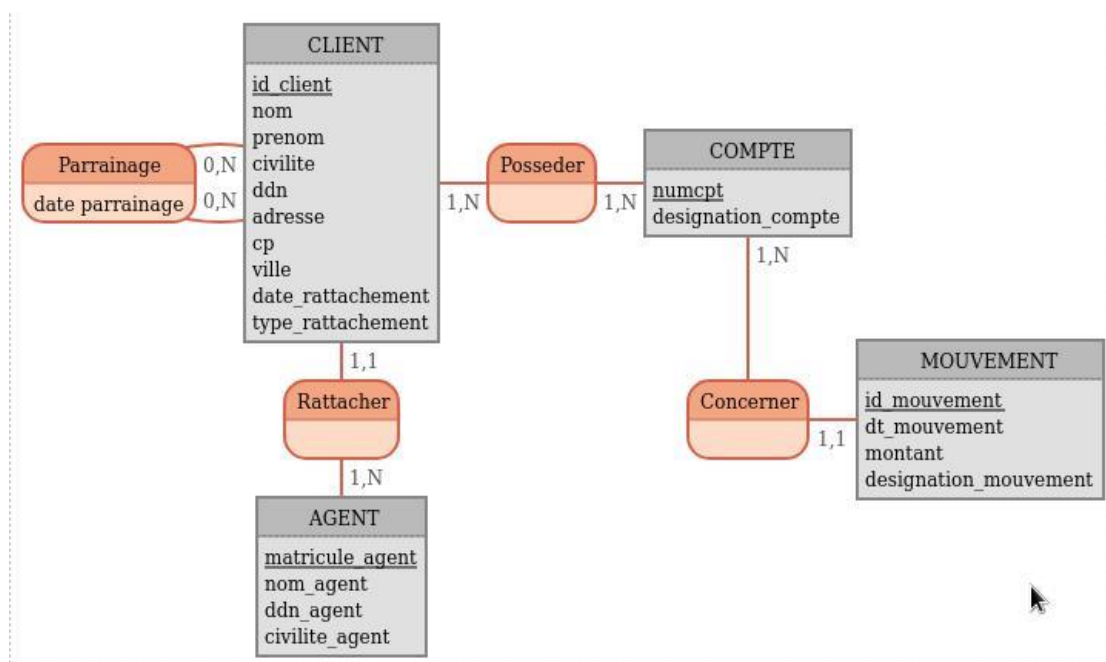 CLIENT
id_client
nom
prenom
civilite
ddn
adresse
cp
ville
date_rattachement
type_rattachement
Parrainage
date parrainage
0,N
0,N
1,N
Posseder
1,N
COMPTE
numcpt
designation_compte
1,N
1,1
Rattacher
1,N
Concerner
1,1
MOUVEMENT
id_mouvement
dt_mouvement
montant
designation_mouvement
AGENT
matricule_agent
nom_agent
ddn_agent
civilite_agent